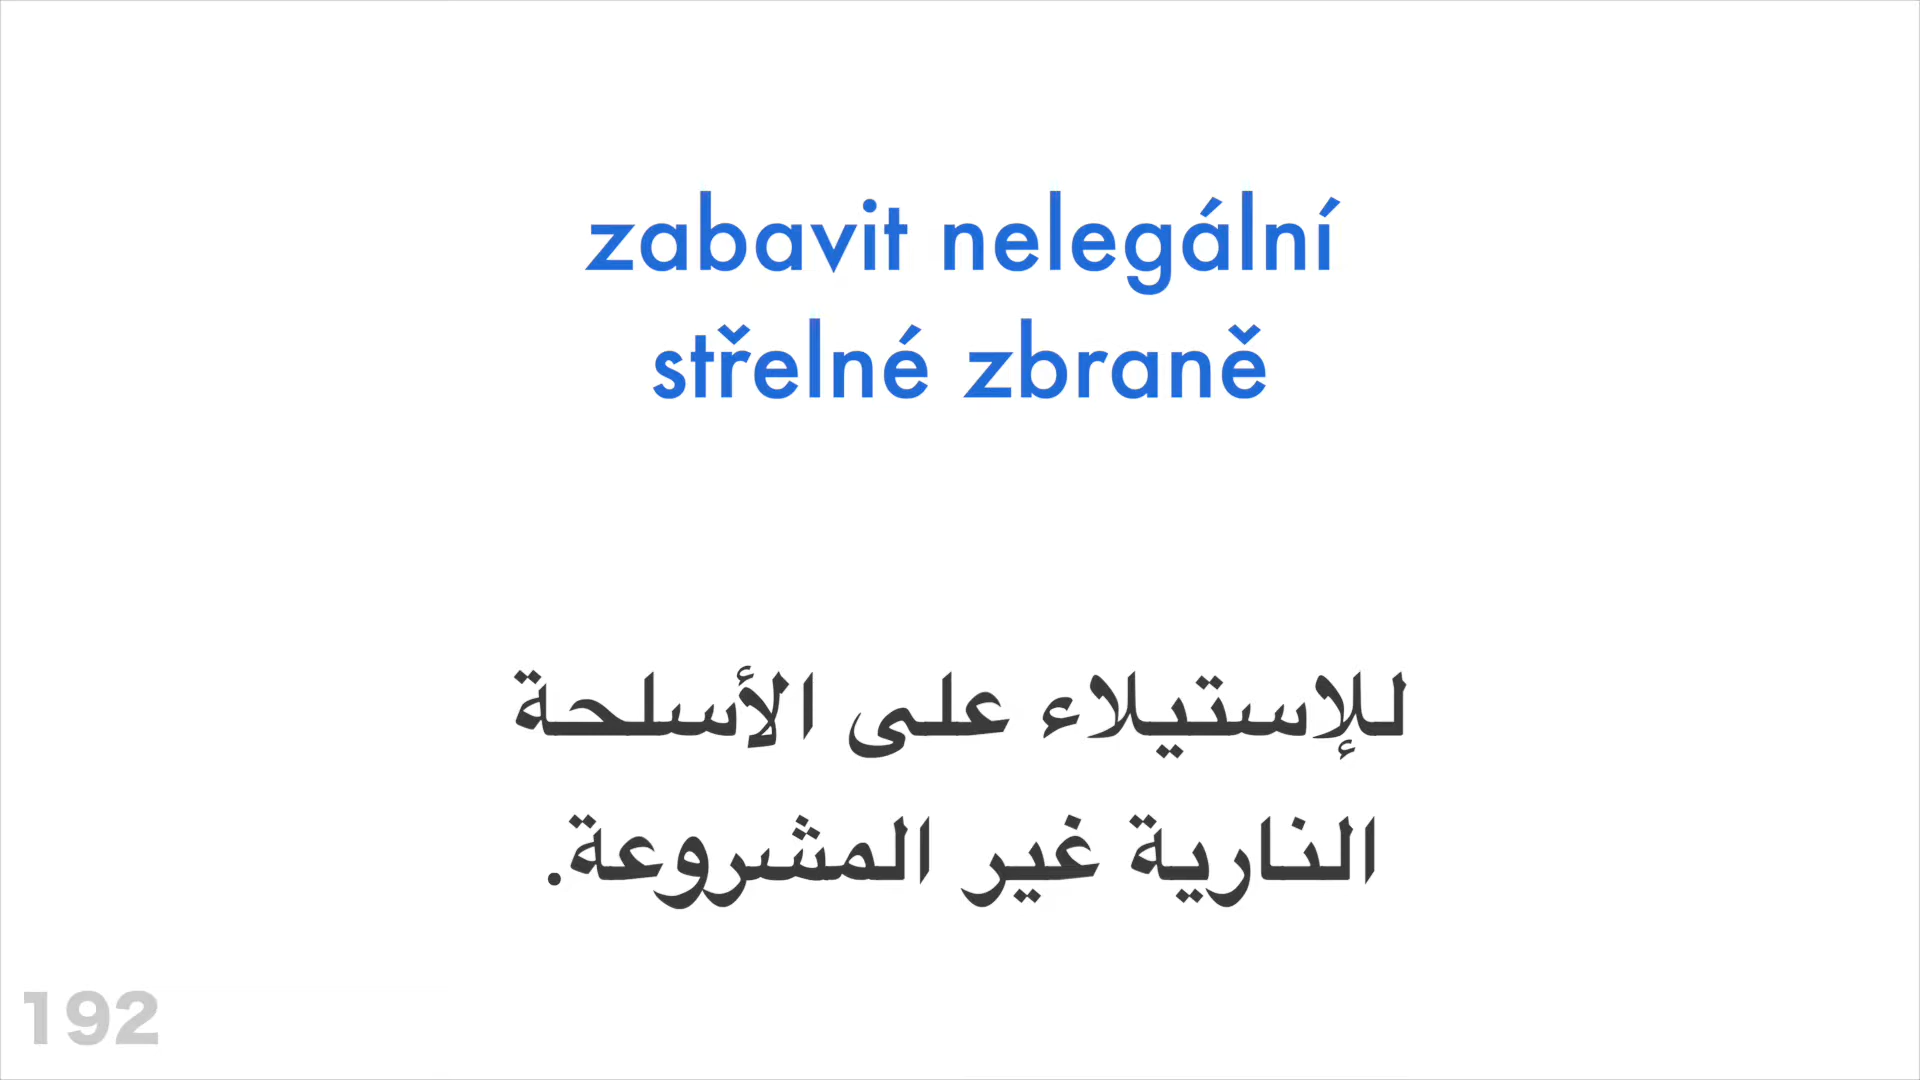 zabavit nelegální
střelné zbraně
للإستيلاء على الأسلحة
النارية غير المشروعة.
192